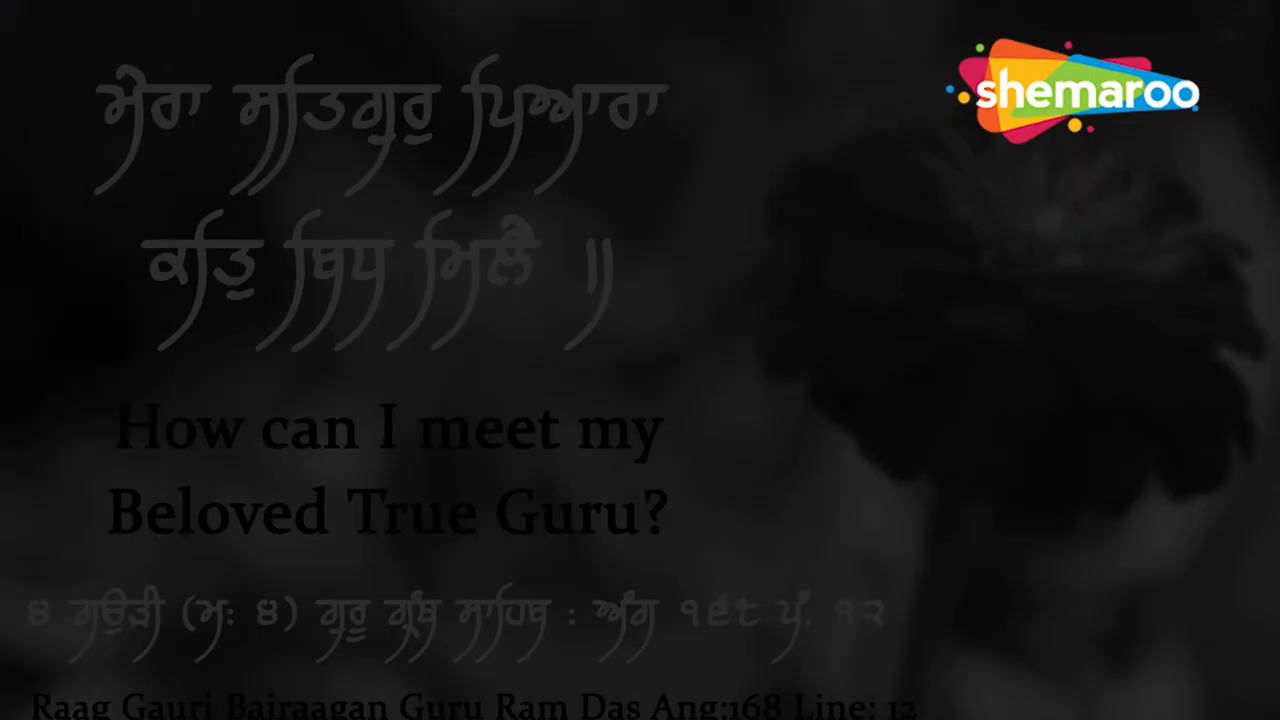 shemaroo
ਮੇਰਾ ਸਤਿਗੁਰੁ ਪਿਆਰਾ
ਕਿਤੁ ਬਿਧਿ ਮਿਲੈ ॥
How can I meet my
Beloved True Guru?
੪ ਗਉੜੀ (ਮਃ ੪) ਗੁਰੂ ਗ੍ਰੰਥ ਸਾਹਿਬ : ਅੰਗ ੧੬੮ ਪੰ. ੧੨
Raag Gauri Bairaagan Guru Ram Das Ang:168 Line: 12